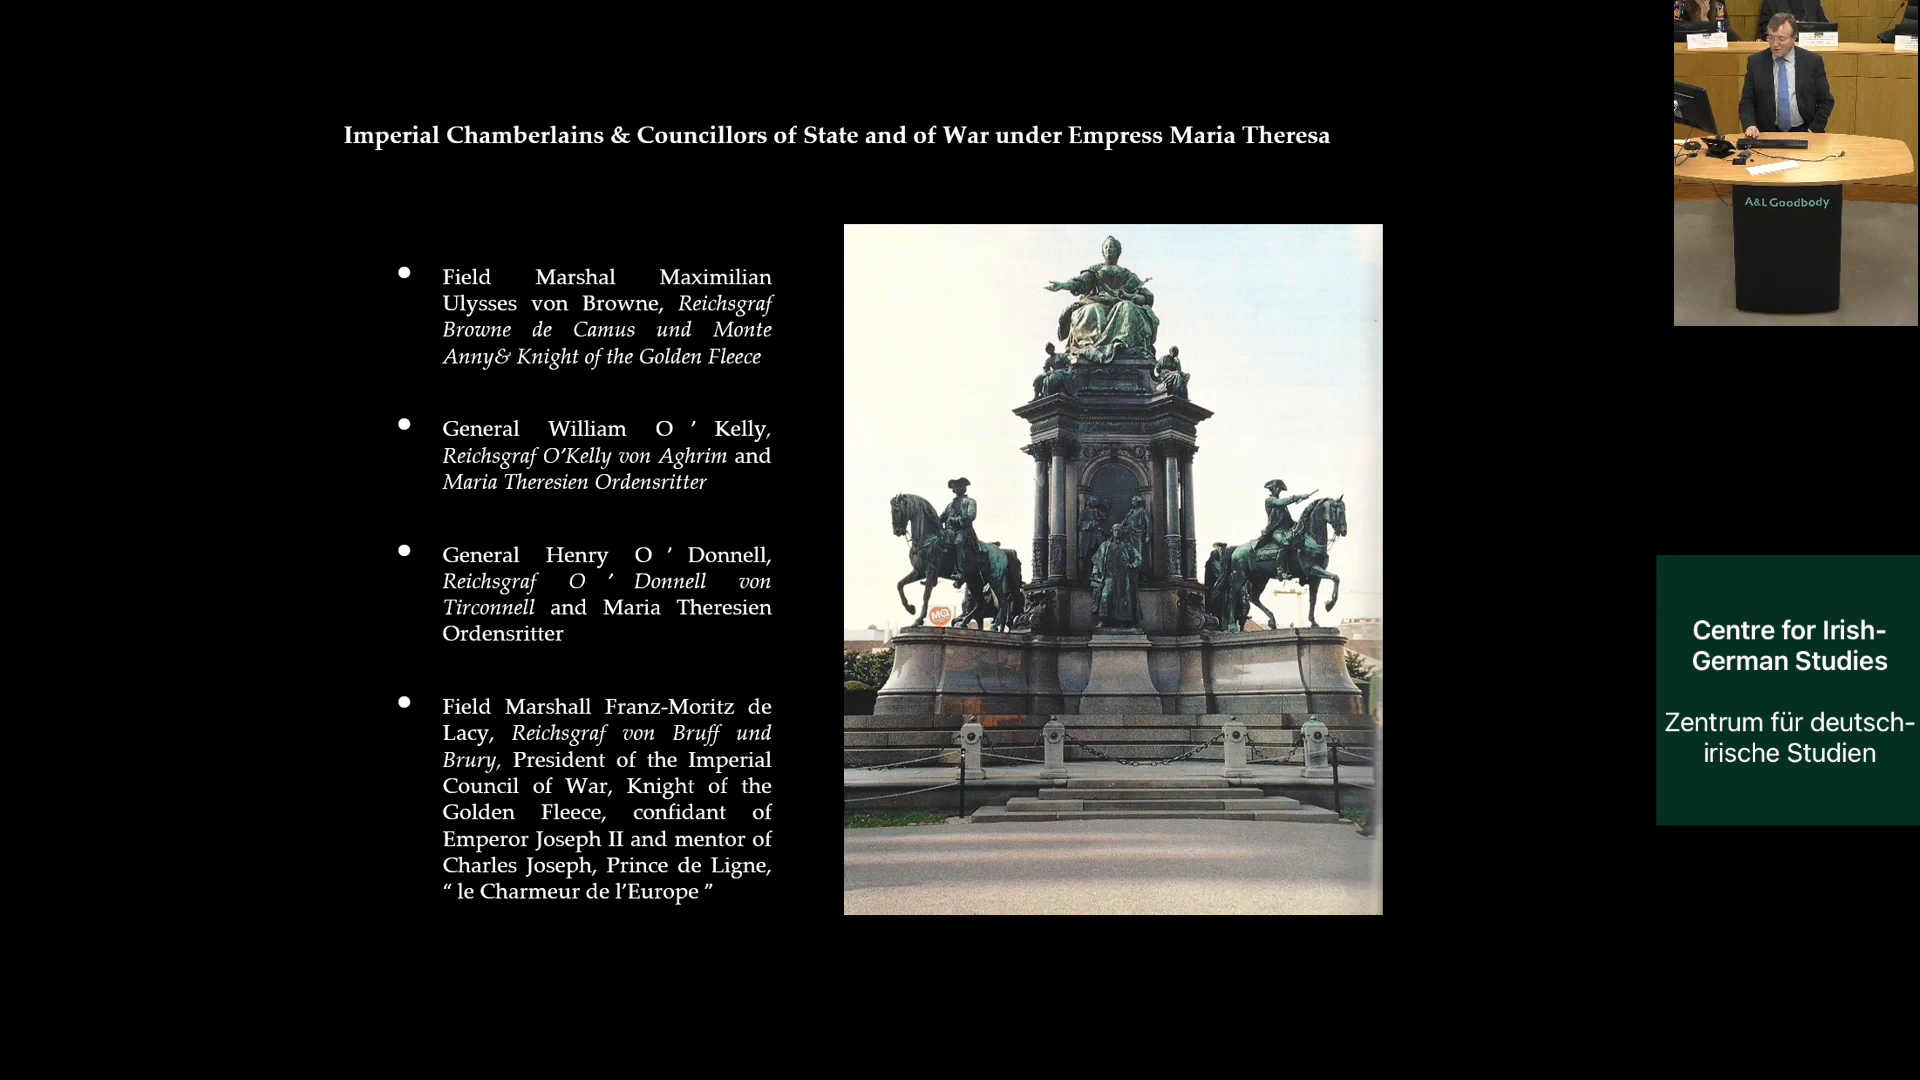 Imperial Chamberlains & Councillors of State and of War under Empress Maria Theresa
Field Marshal Maximilian
Ulysses von Browne, Reichsgraf
Browne de Camus und Monte
Anny& Knight of the Golden Fleece
General William O ’ Kelly,
Reichsgraf O’Kelly von Aghrim and
Maria Theresien Ordensritter
General Henry O ’ Donnell,
Reichsgraf O ’ Donnell von
Tirconnell and Maria Theresien
Ordensritter
Field Marshall Franz-Moritz de
Lacy, Reichsgraf von Bruff und
Brury, President of the Imperial
Council of War, Knight of the
Golden Fleece, confidant of
Emperor Joseph II and mentor of
Charles Joseph, Prince de Ligne,
“ le Charmeur de l’Europe ”
MQ
A&L Goodbody
Centre for Irish-
German Studies
Zentrum für deutsch-
irische Studien